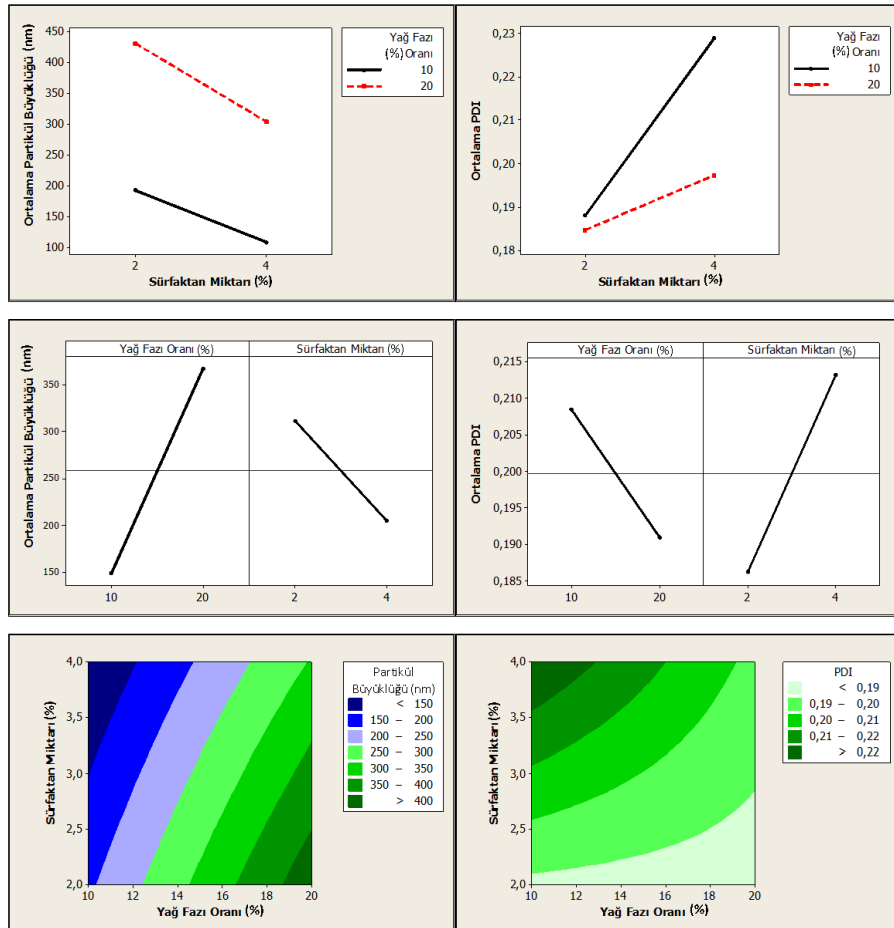 Ortalama Partikül Büyüklüğü (nm)
450
400
350
300
250
200
150
100
2
4
Sürfaktan Miktarı (%)
Yağ Fazı
(%) Oranı
10
20
Ortalama PDI
0,23
0,22
0,21
0,20
0,19
0,18
2
4
Sürfaktan Miktarı (%)
Yağ Fazı
(%) Oranı
10
20
Ortalama Partikül Büyüklüğü (nm)
Yağ Fazı Oranı (%)
Sürfaktan Miktarı (%)
350
300
250
200
150
10
20
2
4
Ortalama PDI
Yağ Fazı Oranı (%)
Sürfaktan Miktarı (%)
0,215
0,210
0,205
0,200
0,195
0,190
0,185
10
20
2
4
Sürfaktan Miktarı (%)
4,0
3,5
3,0
2,5
2,0
10
12
14
16
18
20
Yağ Fazı Oranı (%)
Partikül
Büyüklüğü (nm)
< 150
150 – 200
200 – 250
250 – 300
300 – 350
350 – 400
> 400
Sürfaktan Miktarı (%)
4,0
3,5
3,0
2,5
2,0
10
12
14
16
18
20
Yağ Fazı Oranı (%)
PDI
< 0,19
0,19 – 0,20
0,20 – 0,21
0,21 – 0,22
> 0,22